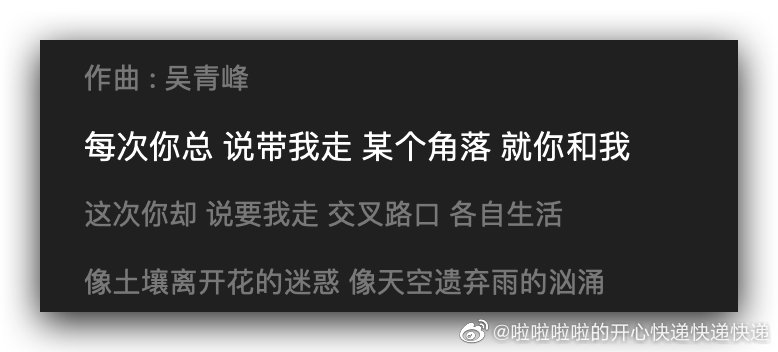 作曲 : 吴青峰
每次你总 说带我走 某个角落 就你和我
这次你却 说要我走 交叉路口 各自生活
像土壤离开花的迷惑 像天空遗弃雨的汹涌
@啦啦啦啦的开心快递快递快递